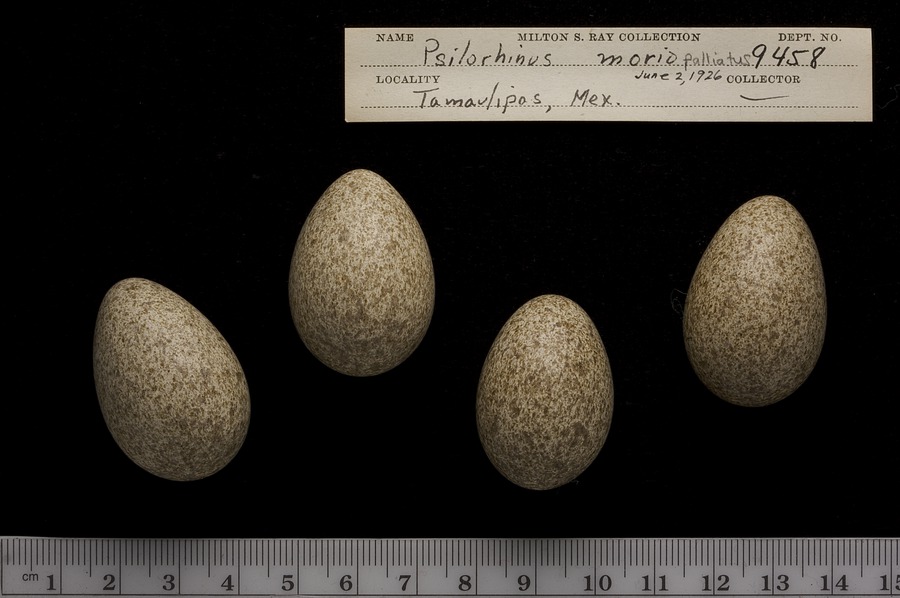 NAME MILTON S. RAY COLLECTION DEPT. NO.
Psilorhinus morio palliatus 9458
LOCALITY June 2, 1926 COLLECTOR
Tamaulipas, Mex.
cm 1 2 3 4 5 6 7 8 9 10 11 12 13 14 15